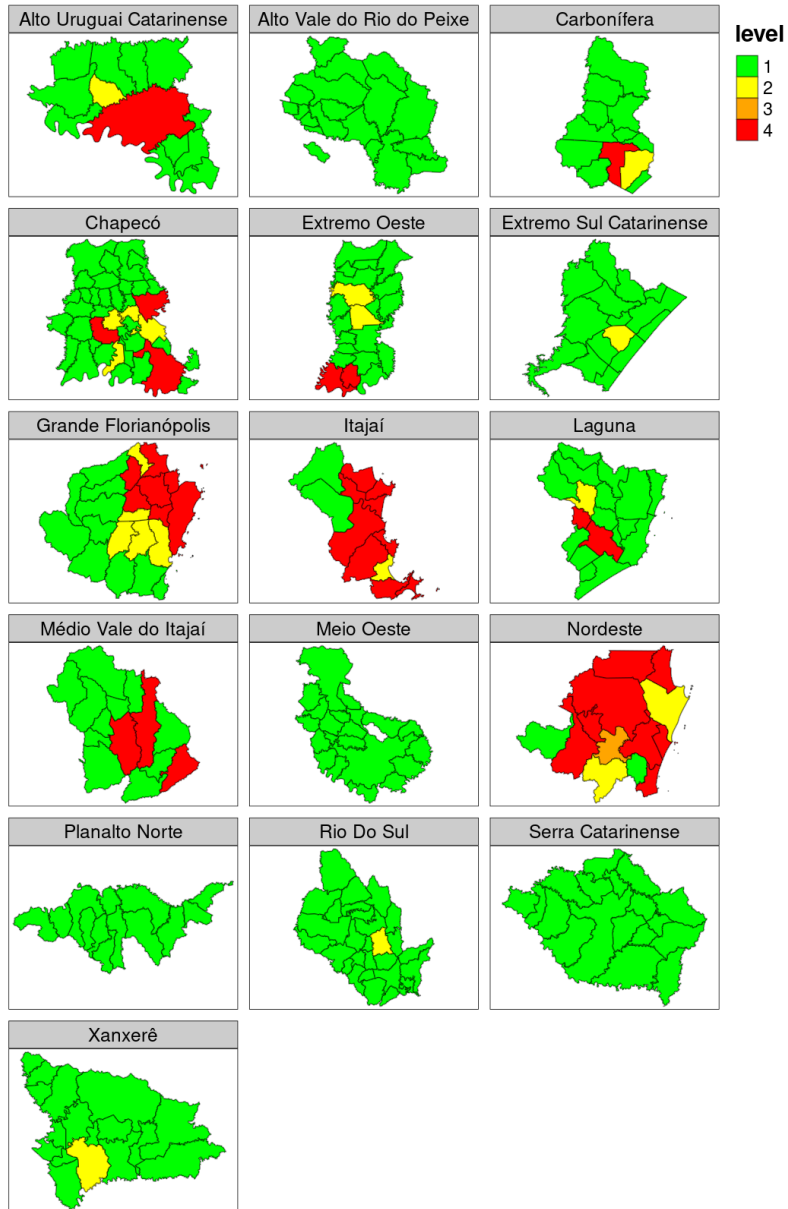 Alto Uruguai Catarinense
Alto Vale do Rio do Peixe
Carbonífera
level
1
2
3
4
Chapecó
Extremo Oeste
Extremo Sul Catarinense
Grande Florianópolis
Itajaí
Laguna
Médio Vale do Itajaí
Meio Oeste
Nordeste
Planalto Norte
Rio Do Sul
Serra Catarinense
Xanxerê